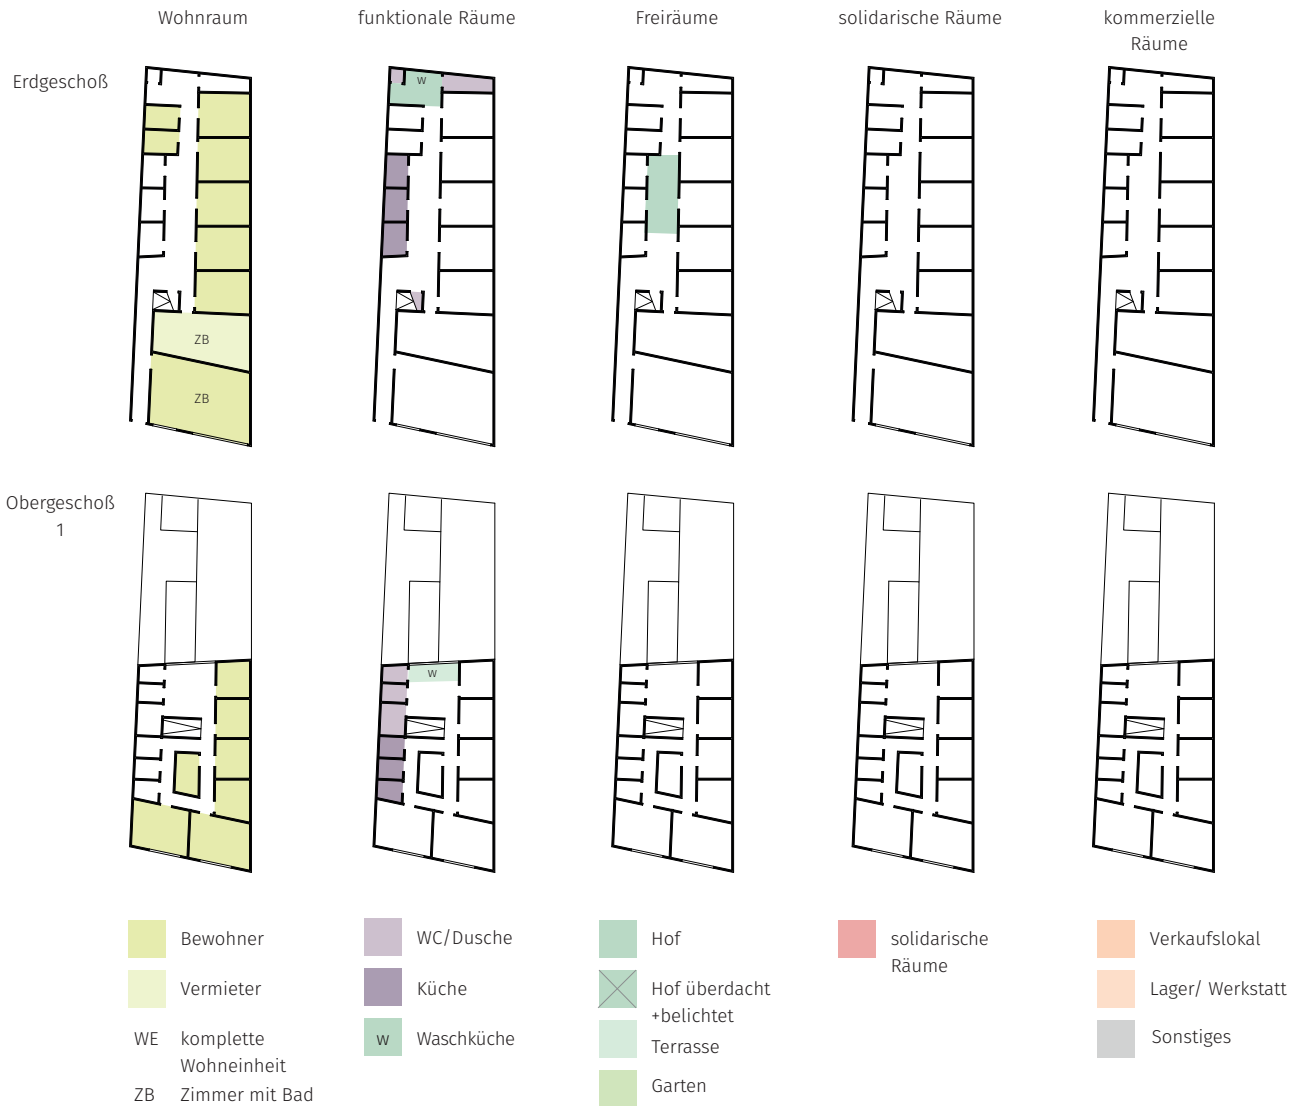 Wohnraum funktionale Räume Freiräume solidarische Räume kommerzielle
Räume
Erdgeschoß
W
ZB
ZB
Obergeschoß
1
W
Bewohner
Vermieter
WE komplette
Wohneinheit
ZB Zimmer mit Bad
WC/Dusche
Küche
W Waschküche
Hof
Hof überdacht
+belichtet
Terrasse
Garten
solidarische
Räume
Verkaufslokal
Lager/ Werkstatt
Sonstiges